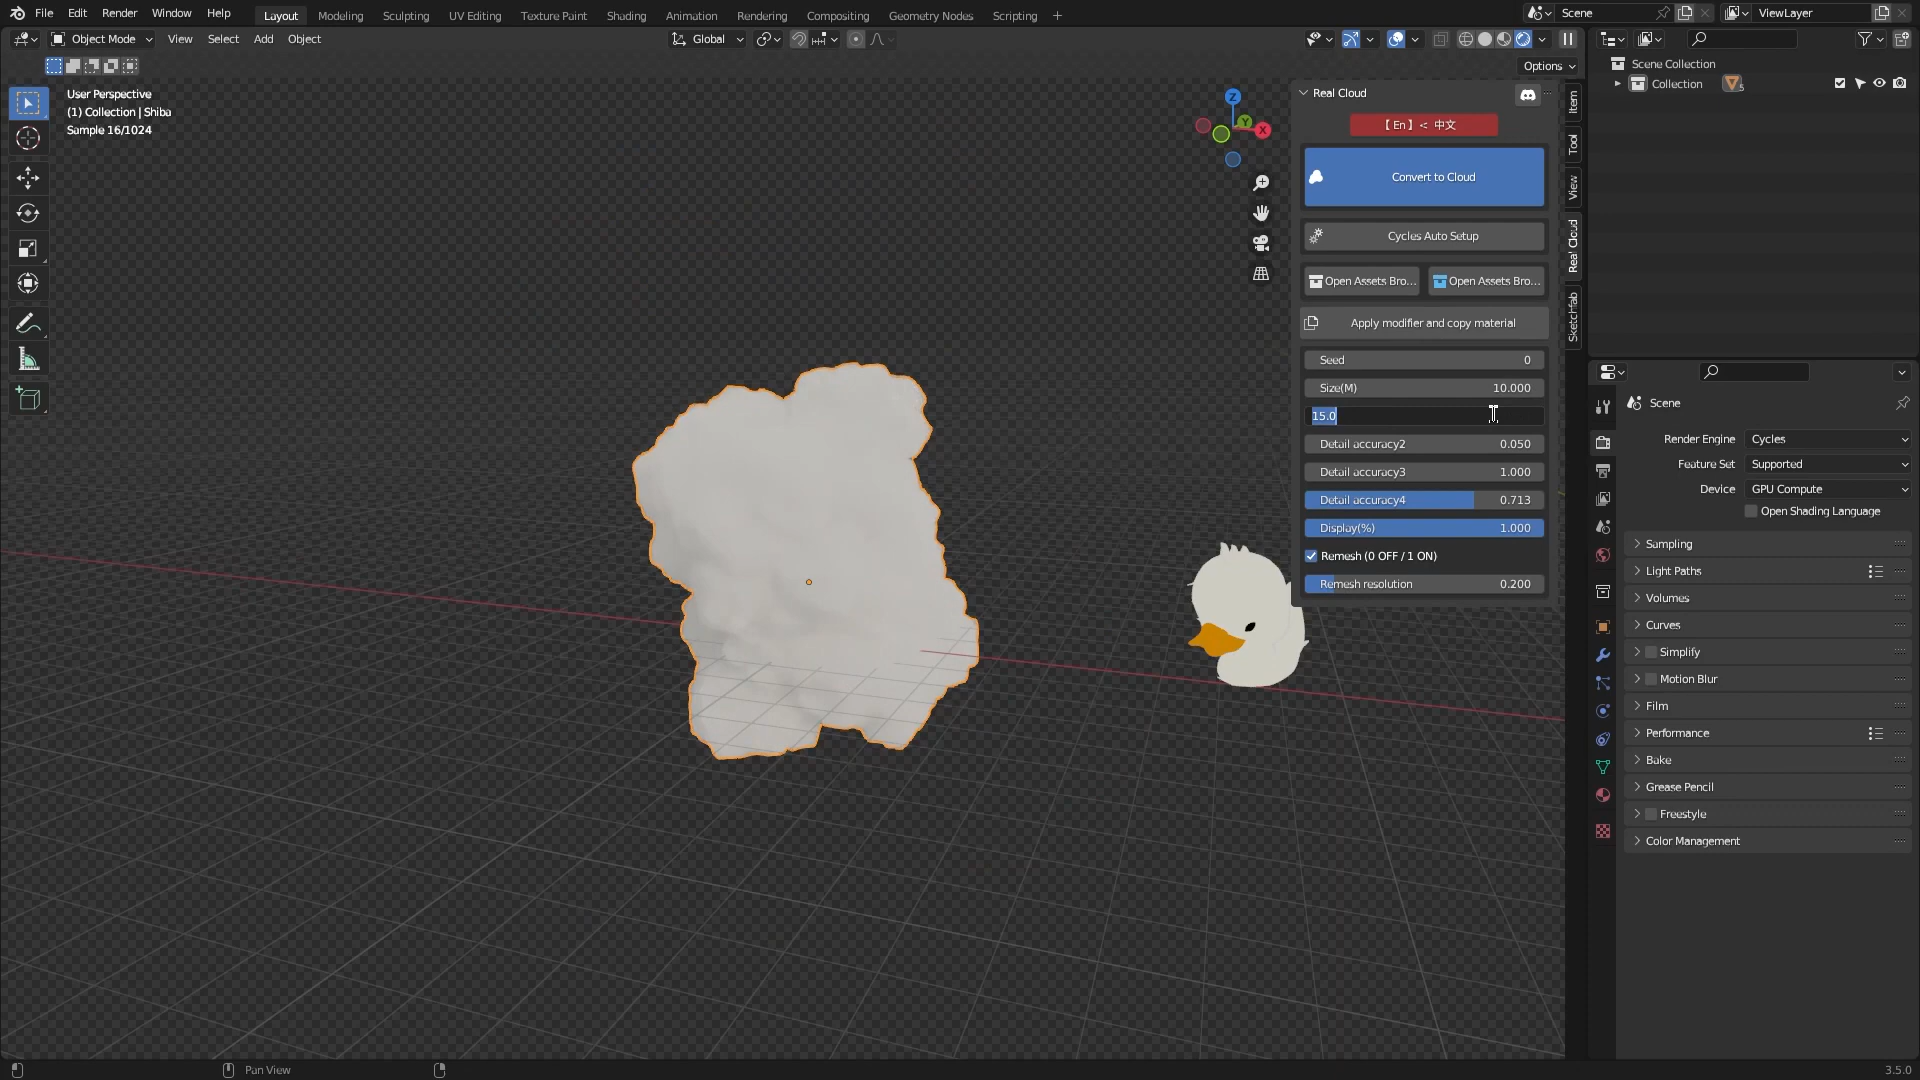 File Edit Render Window Help
Layout Modeling Sculpting UV Editing Texture Paint Shading Animation Rendering Compositing Geometry Nodes Scripting +
Scene
ViewLayer
Object Mode View Select Add Object
Global
Options
User Perspective
(1) Collection | Shiba
Sample 16/1024
Z
Y
X
Real Cloud
【 En 】 < 中文
Convert to Cloud
Cycles Auto Setup
Open Assets Bro... Open Assets Bro...
Apply modifier and copy material
Seed 0
Size(M) 10.000
15.0
Detail accuracy2 0.050
Detail accuracy3 1.000
Detail accuracy4 0.713
Display(%) 1.000
Remesh (0 OFF / 1 ON)
Remesh resolution 0.200
Item
Tool
View
Real Cloud
Sketchfab
Scene Collection
Collection 5
Scene
Render Engine Cycles
Feature Set Supported
Device GPU Compute
Open Shading Language
Sampling
Light Paths
Volumes
Curves
Simplify
Motion Blur
Film
Performance
Bake
Grease Pencil
Freestyle
Color Management
Pan View
3.5.0